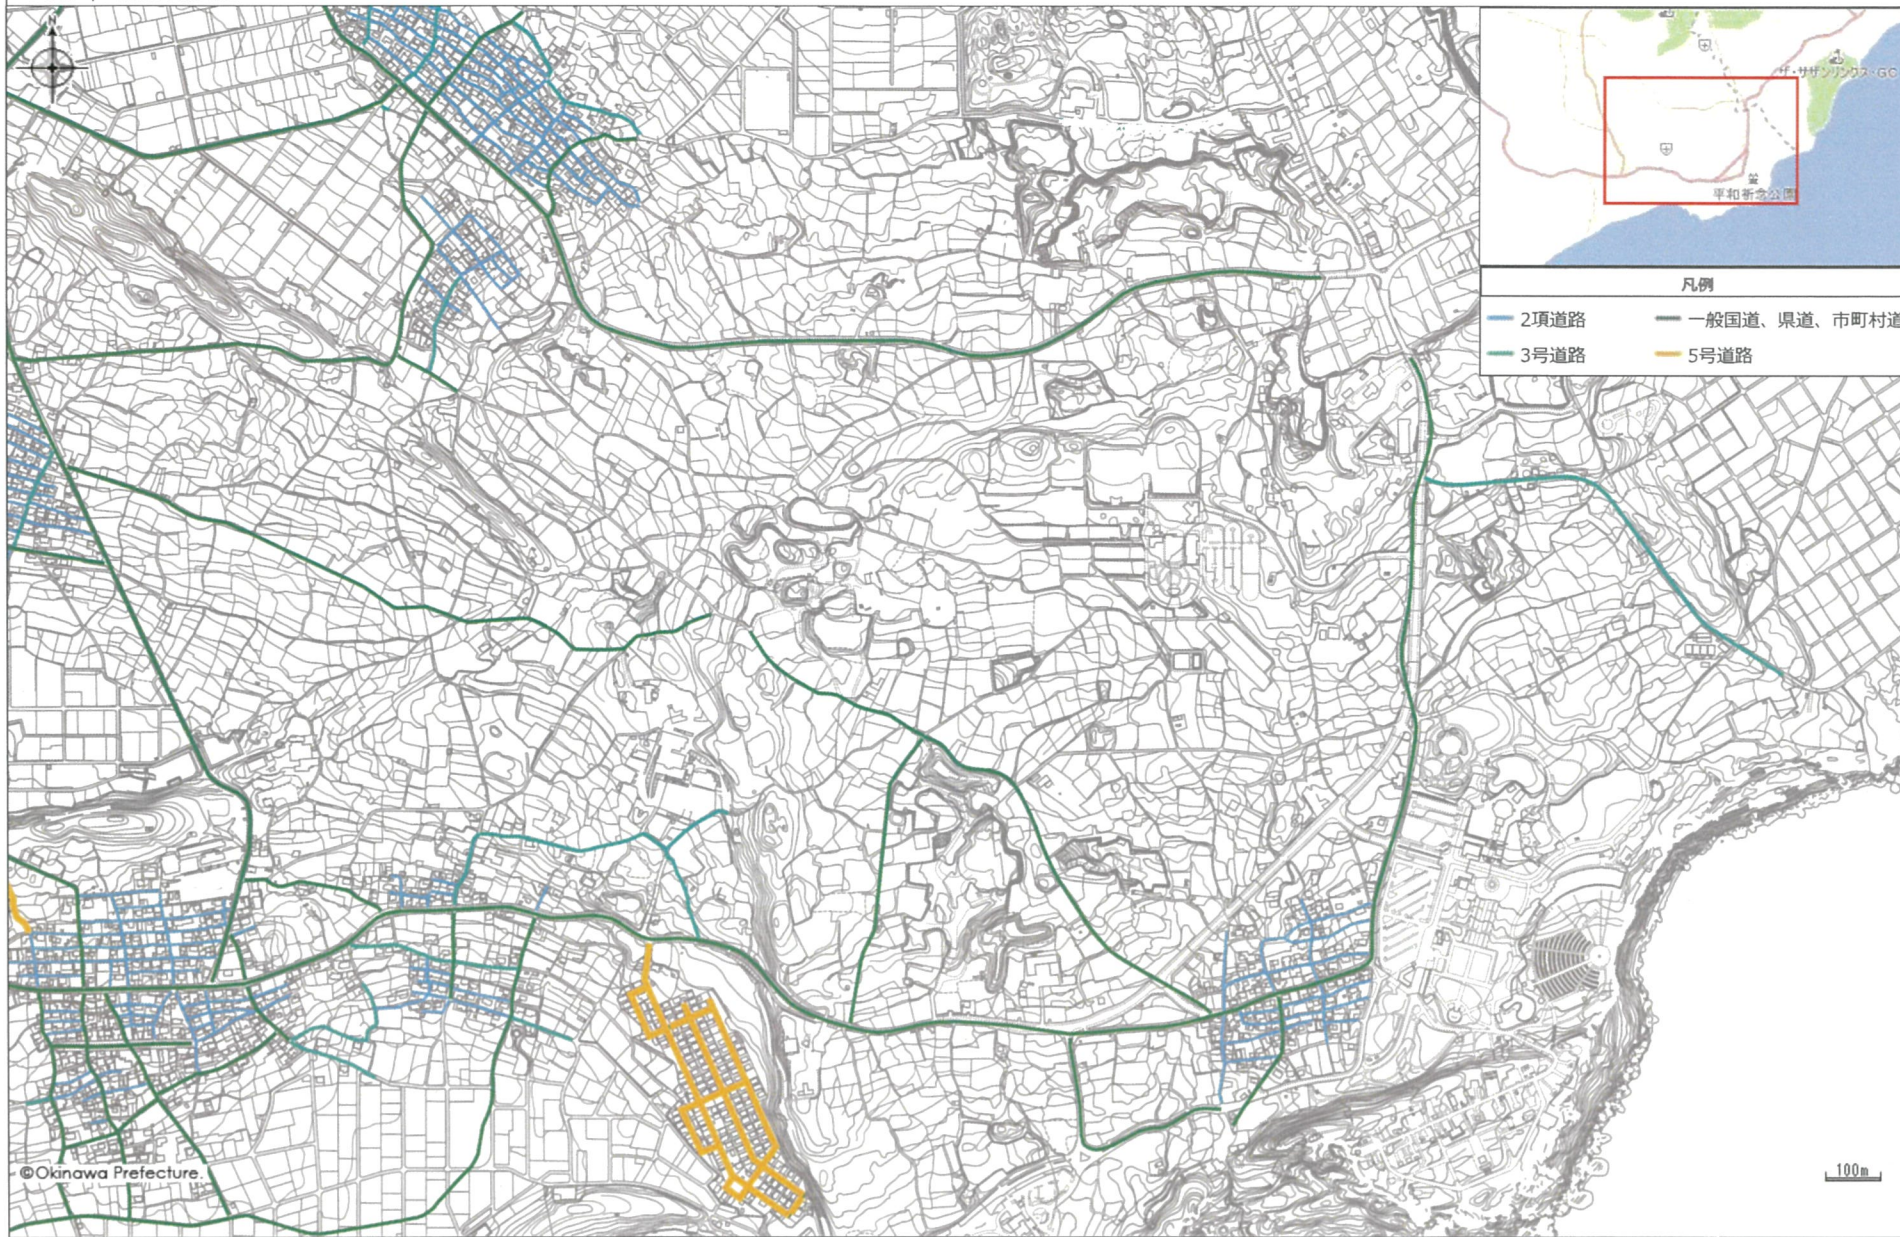 N
ザ・サザンリンクス・GC
平和祈念公園
凡例
2項道路
一般国道、県道、市町村道
3号道路
5号道路
©Okinawa Prefecture.
100m